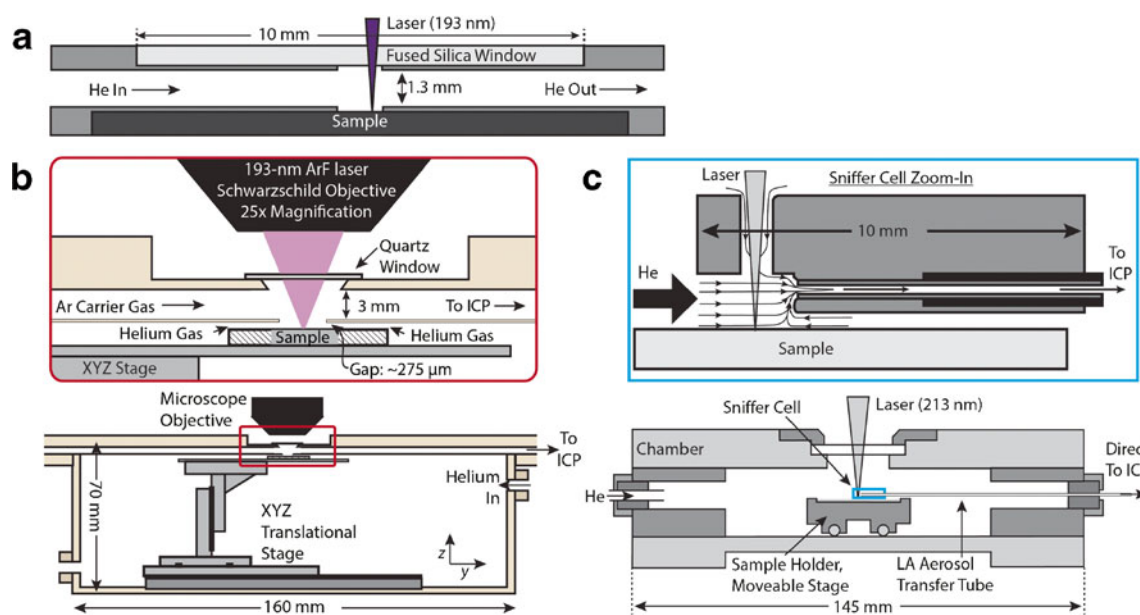 a
Laser (193 nm)
10 mm
Fused Silica Window
He In
1.3 mm
He Out
Sample
b
193-nm ArF laser
Schwarzschild Objective
25x Magnification
Quartz
Window
Ar Carrier Gas
3 mm
To ICP
Helium Gas
Sample
Helium Gas
XYZ Stage
Gap: ~275 μm
Microscope
Objective
To
ICP
~70 mm
Helium
In
XYZ
Translational
Stage
z
y
160 mm
c
Laser
Sniffer Cell Zoom-In
10 mm
He
To
ICP
Sample
Sniffer Cell
Laser (213 nm)
Chamber
Direc
To IC
He
Sample Holder,
Moveable Stage
LA Aerosol
Transfer Tube
145 mm